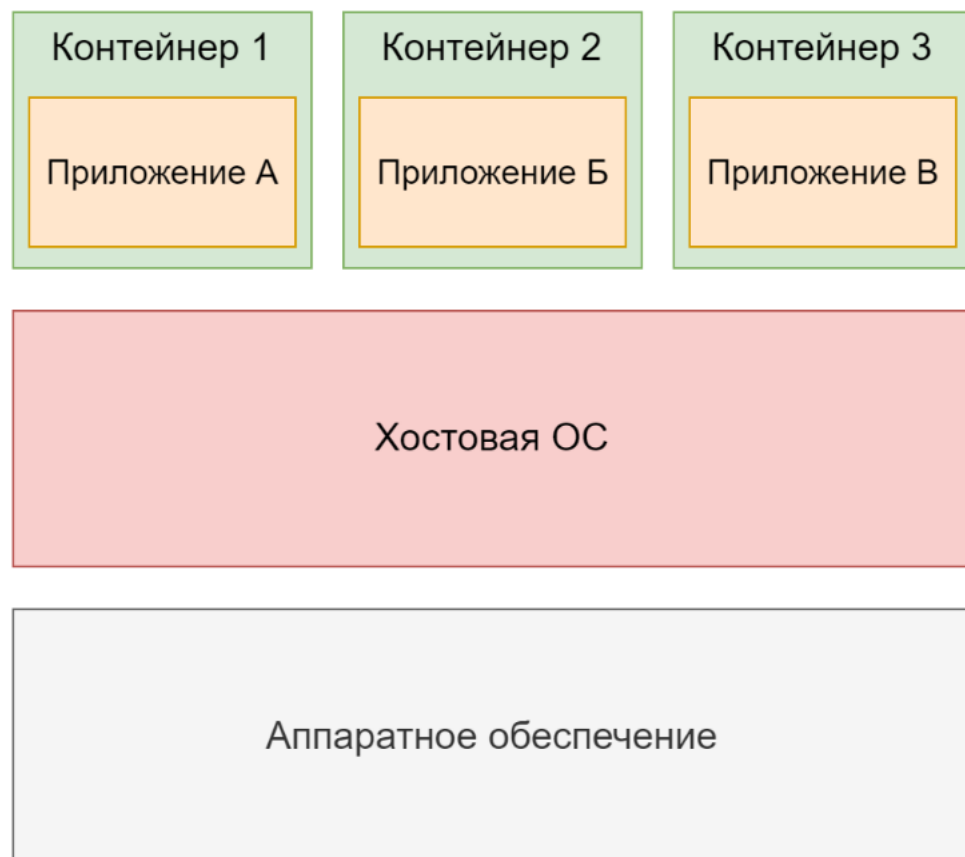 Контейнер 1
Контейнер 2
Контейнер 3
Приложение А
Приложение Б
Приложение В
Хостовая ОС
Аппаратное обеспечение